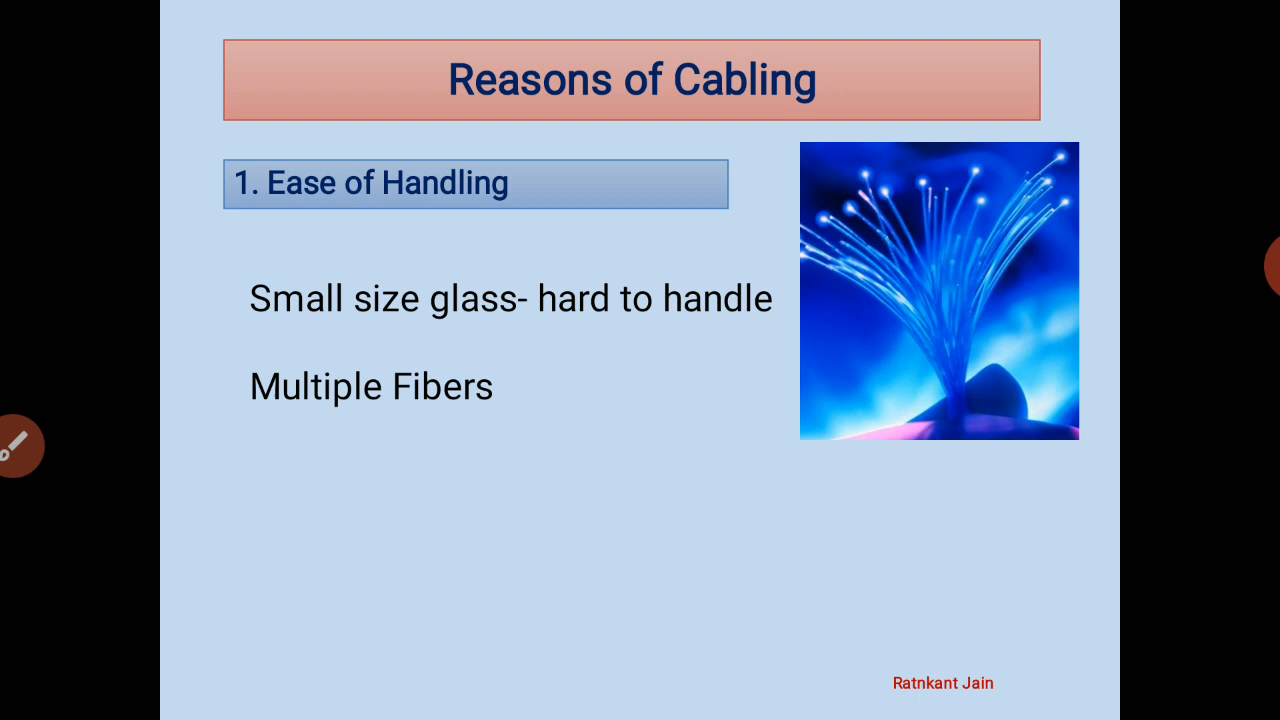 Reasons of Cabling
1. Ease of Handling
Small size glass- hard to handle
Multiple Fibers
Ratnkant Jain